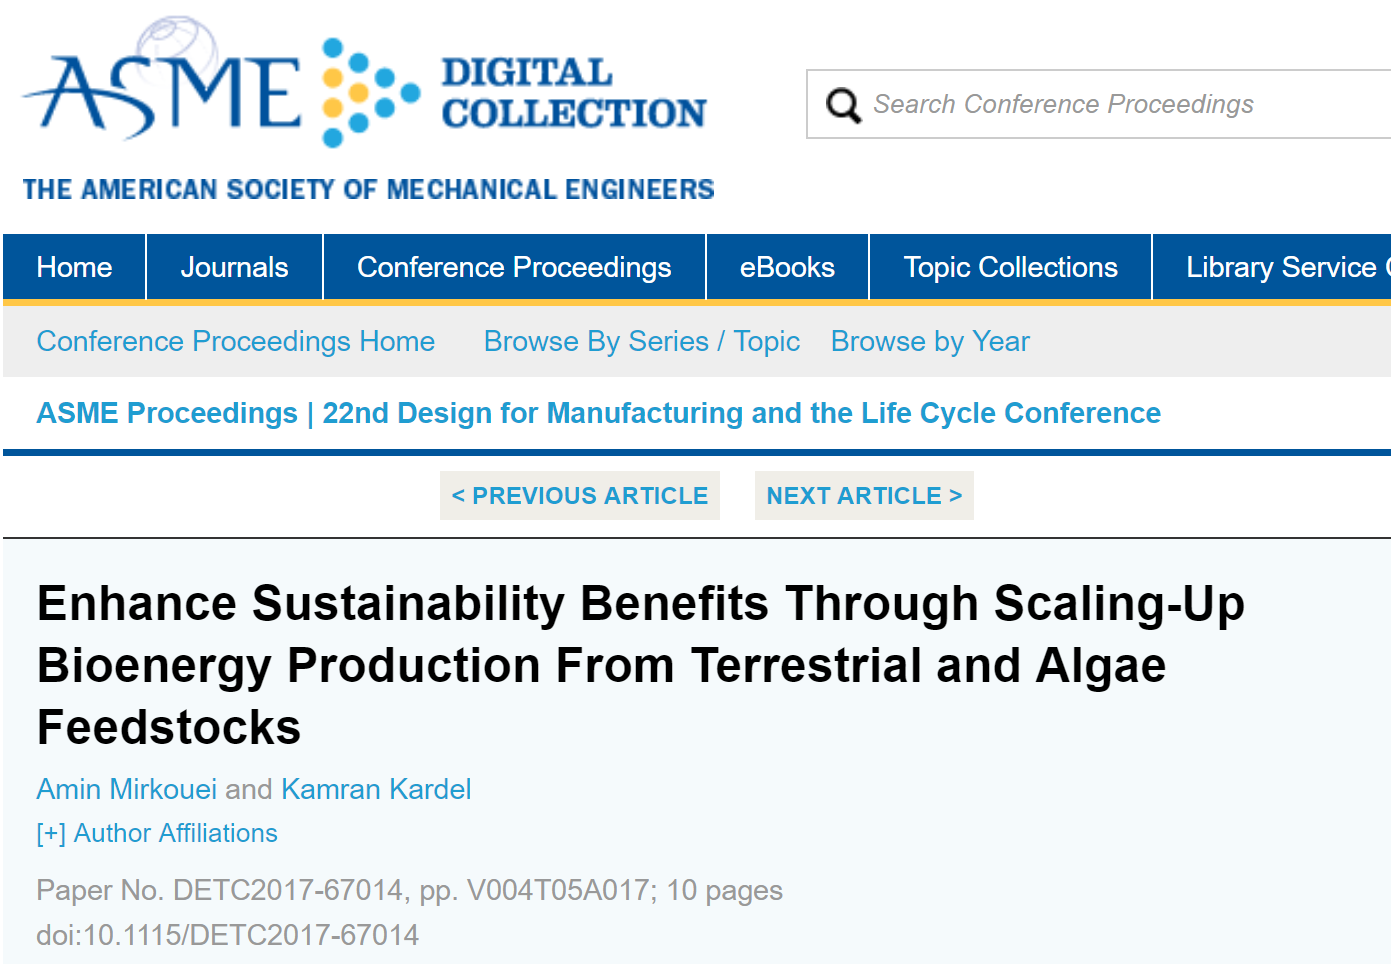 ASME DIGITAL COLLECTION
THE AMERICAN SOCIETY OF MECHANICAL ENGINEERS
Search Conference Proceedings
Home Journals Conference Proceedings eBooks Topic Collections Library Service
Conference Proceedings Home Browse By Series / Topic Browse by Year
ASME Proceedings | 22nd Design for Manufacturing and the Life Cycle Conference
< PREVIOUS ARTICLE NEXT ARTICLE >
Enhance Sustainability Benefits Through Scaling-Up
Bioenergy Production From Terrestrial and Algae
Feedstocks
Amin Mirkouei and Kamran Kardel
[+] Author Affiliations
Paper No. DETC2017-67014, pp. V004T05A017; 10 pages
doi:10.1115/DETC2017-67014